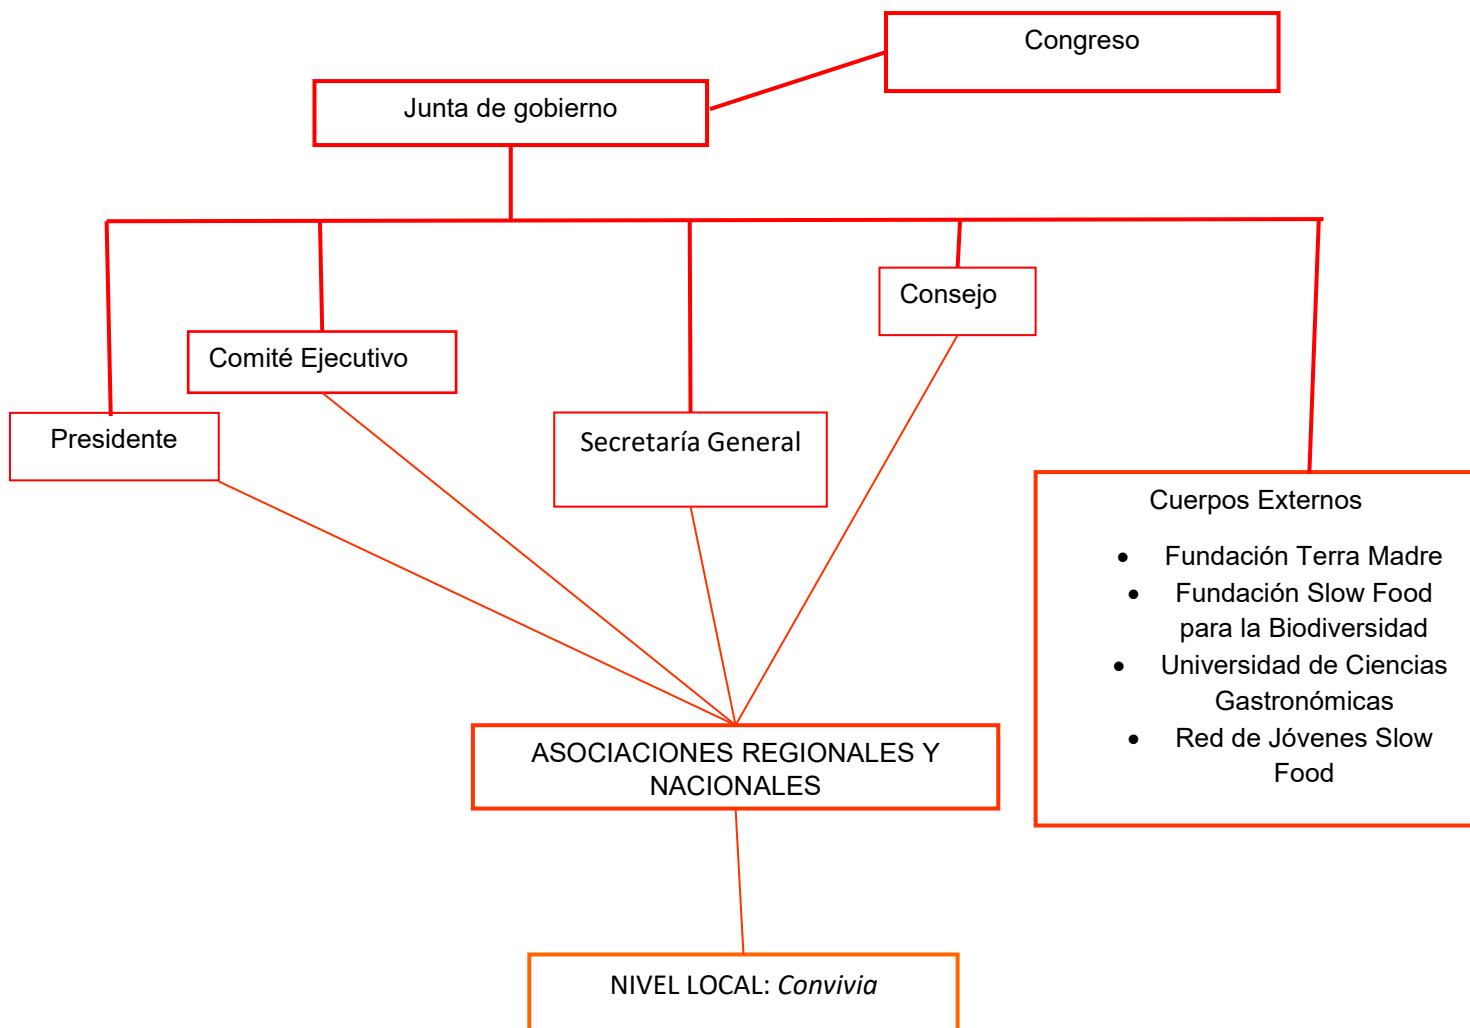 Congreso
Junta de gobierno
Consejo
Comité Ejecutivo
Presidente
Secretaría General
Cuerpos Externos
• Fundación Terra Madre
• Fundación Slow Food
para la Biodiversidad
• Universidad de Ciencias
Gastronómicas
• Red de Jóvenes Slow
Food
ASOCIACIONES REGIONALES Y
NACIONALES
NIVEL LOCAL: Convivia